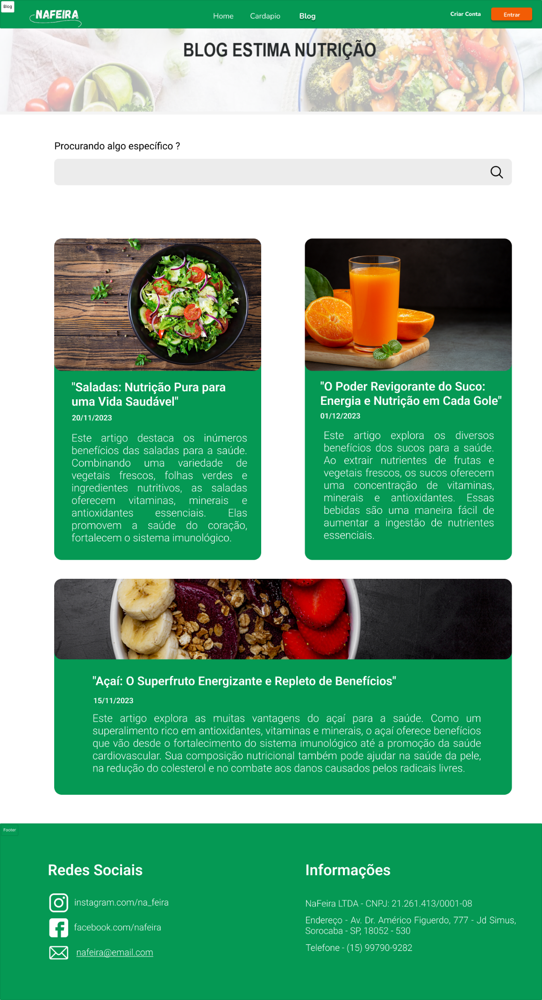 Blog
NAFEIRA
Home Cardapio Blog
Criar Conta Entrar
BLOG ESTIMA NUTRIÇÃO
Procurando algo específico ?
"Saladas: Nutrição Pura para
uma Vida Saudável"
20/11/2023
Este artigo destaca os inúmeros
benefícios das saladas para a saúde.
Combinando uma variedade de
vegetais frescos, folhas verdes e
ingredientes nutritivos, as saladas
oferecem vitaminas, minerais e
antioxidantes essenciais. Elas
promovem a saúde do coração,
fortalecem o sistema imunológico.
"O Poder Revigorante do Suco:
Energia e Nutrição em Cada Gole"
01/12/2023
Este artigo explora os diversos
benefícios dos sucos para a saúde.
Ao extrair nutrientes de frutas e
vegetais frescos, os sucos oferecem
uma concentração de vitaminas,
minerais e antioxidantes. Essas
bebidas são uma maneira fácil de
aumentar a ingestão de nutrientes
essenciais.
"Açaí: O Superfruto Energizante e Repleto de Benefícios"
15/11/2023
Este artigo explora as muitas vantagens do açaí para a saúde. Como um
superalimento rico em antioxidantes, vitaminas e minerais, o açaí oferece benefícios
que vão desde o fortalecimento do sistema imunológico até a promoção da saúde
cardiovascular. Sua composição nutricional também pode ajudar na saúde da pele,
na redução do colesterol e no combate aos danos causados pelos radicais livres.
Footer
Redes Sociais
instagram.com/na_feira
facebook.com/nafeira
nafeira@email.com
Informações
NaFeira LTDA - CNPJ: 21.261.413/0001-08
Endereço - Av. Dr. Américo Figuerdo, 777 - Jd Simus,
Sorocaba - SP, 18052 - 530
Telefone - (15) 99790-9282